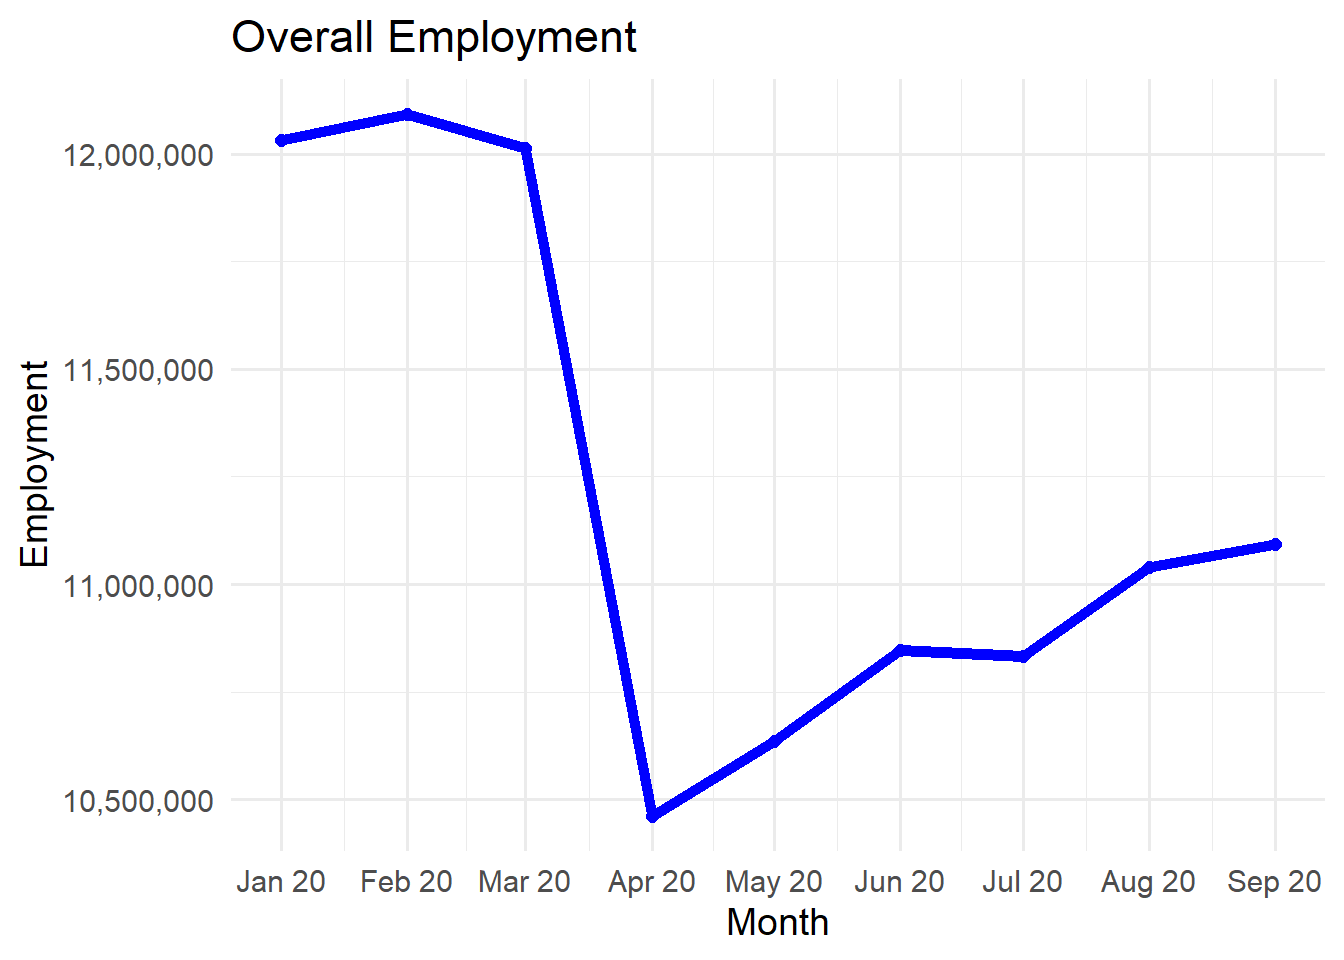 Overall Employment
Employment
12,000,000
11,500,000
11,000,000
10,500,000
Jan 20 Feb 20 Mar 20 Apr 20 May 20 Jun 20 Jul 20 Aug 20 Sep 20
Month